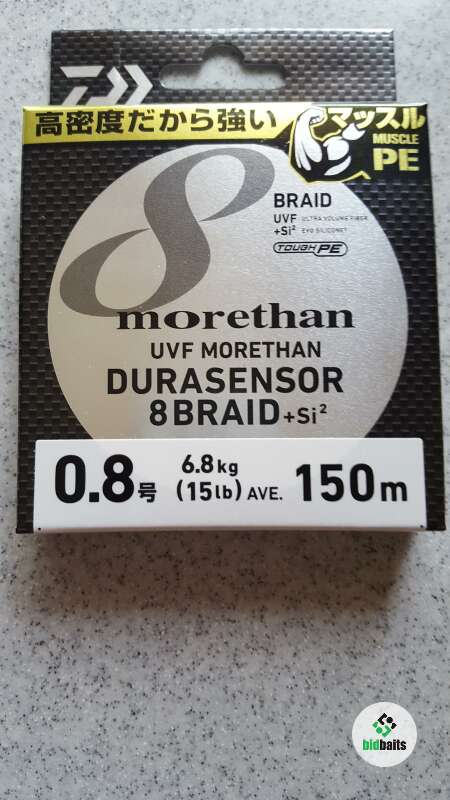 高密度だから強い
マッスル
MUSCLE
PE
8
BRAID
UVF ULTRA VOLUME FIBER
+Si² EVO SILICONET
TOUGH PE
morethan
UVF MORETHAN
DURASENSOR
8BRAID+Si²
0.8号 6.8kg (15lb) AVE. 150m
bidbaits